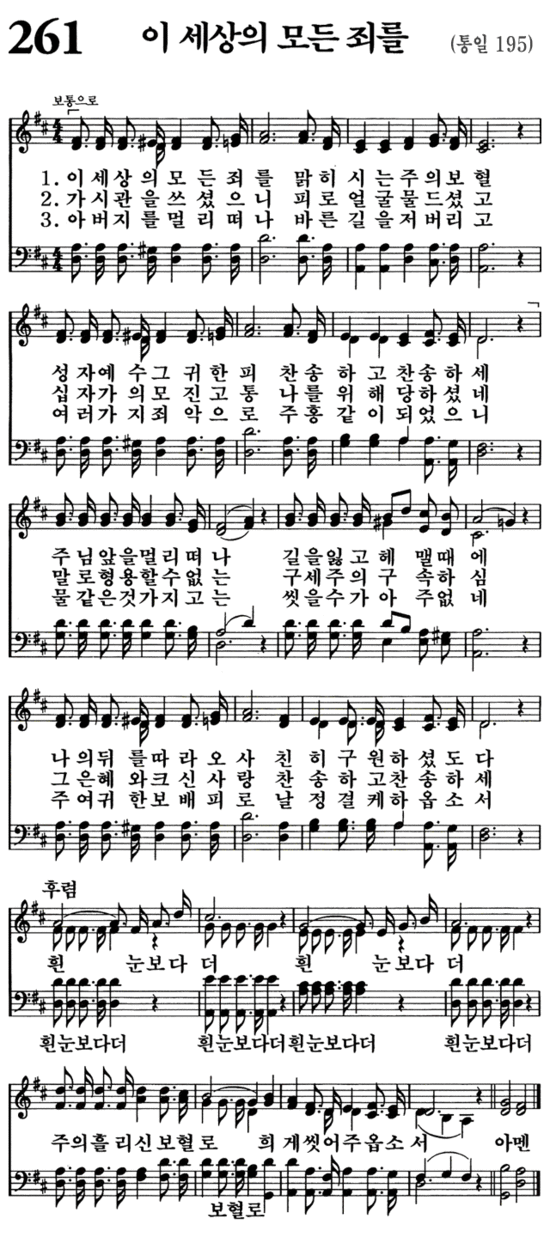 261 이 세상의 모든 죄를 (통일 195)
보통으로
1. 이 세 상 의 모 든 죄 를 맑 히 시 는 주 의 보 혈
2. 가 시 관 을 쓰 셨 으 니 피 로 얼 굴 물 드 셨 고
3. 아 버 지 를 멀 리 떠 나 바 른 길 을 저 버 리 고
성 자 예 수 그 귀 한 피 찬 송 하 고 찬 송 하 세
십 자 가 의 모 진 고 통 나 를 위 해 당 하 셨 네
여 러 가 지 죄 악 으 로 주 홍 같 이 되 었 으 니
주 님 앞 을 멀 리 떠 나 길 을 잃 고 헤 맬 때 에
말 로 형 용 할 수 없 는 구 세 주 의 구 속 하 심
물 같 은 것 가 지 고 는 씻 을 수 가 아 주 없 네
나 의 뒤 를 따 라 오 사 친 히 구 원 하 셨 도 다
그 은 혜 와 크 신 사 랑 찬 송 하 고 찬 송 하 세
주 여 귀 한 보 배 피 로 날 정 결 케 하 옵 소 서
후렴
흰 눈 보 다 더 흰 눈 보 다 더
흰눈보다더 흰눈보다더 흰눈보다더 흰눈보다더
주 의 흘 리 신 보 혈 로 희 게 씻 어 주 옵 소 서 아멘
보혈로